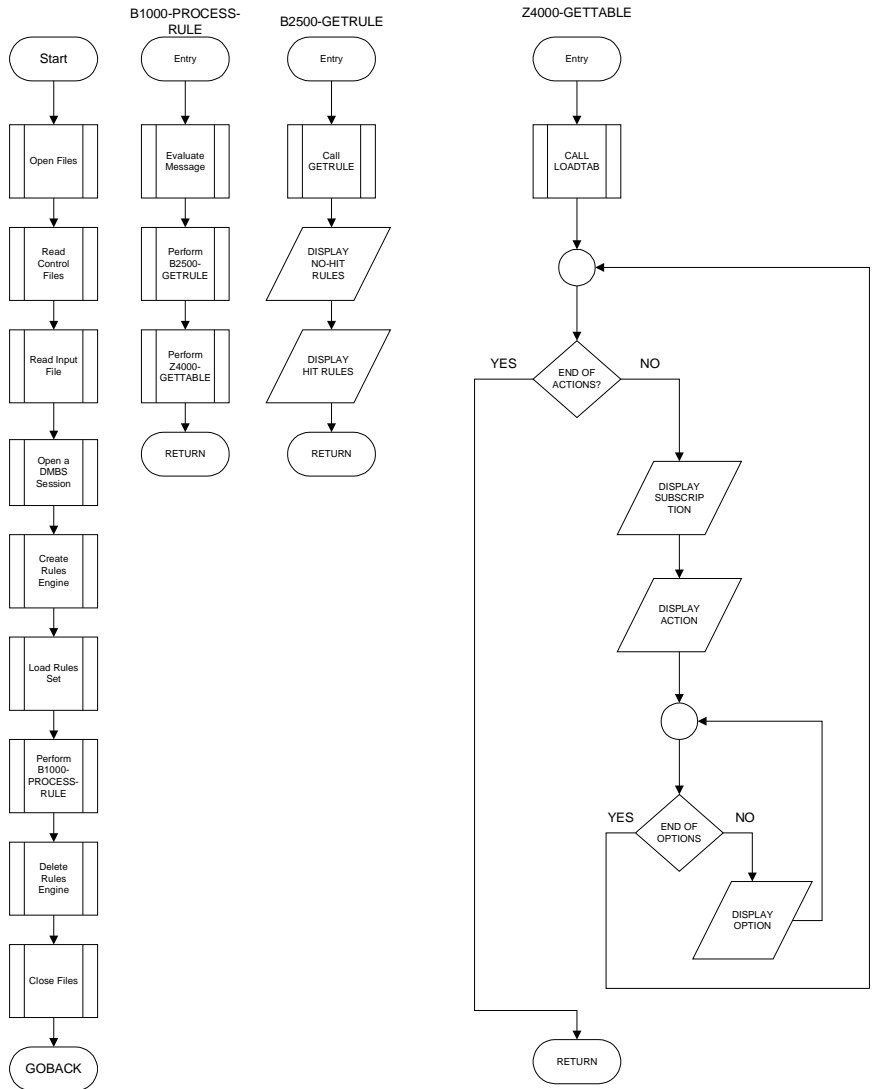 B1000-PROCESS-
RULE
B2500-GETRULE
Z4000-GETTABLE
Start
Open Files
Read
Control
Files
Read Input
File
Open a
DMBS
Session
Create
Rules
Engine
Load Rules
Set
Perform
B1000-
PROCESS-
RULE
Delete
Rules
Engine
Close Files
GOBACK
Entry
Evaluate
Message
Perform
B2500-
GETRULE
Perform
Z4000-
GETTABLE
RETURN
Entry
Call
GETRULE
DISPLAY
NO-HIT
RULES
DISPLAY
HIT RULES
RETURN
Entry
CALL
LOADTAB
YES
END OF
ACTIONS?
NO
DISPLAY
SUBSCRIP
TION
DISPLAY
ACTION
YES
END OF
OPTIONS
NO
DISPLAY
OPTION
RETURN